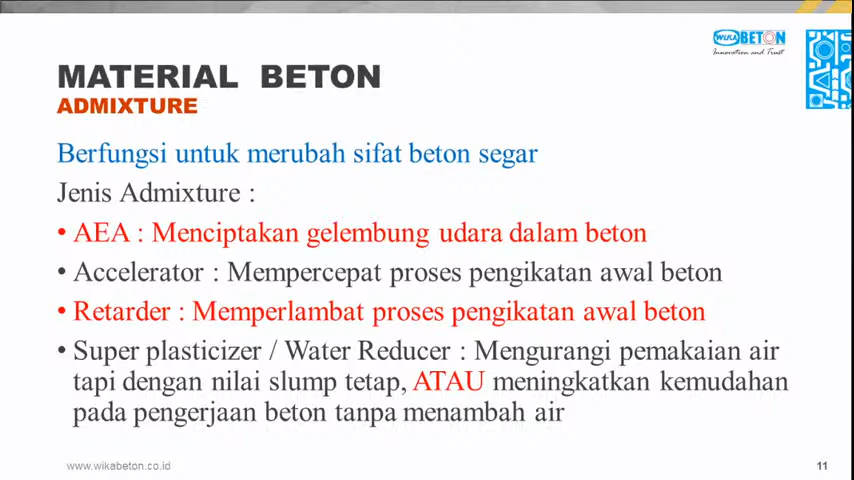 WIKA BETON
Innovation and Trust
MATERIAL BETON
ADMIXTURE
Berfungsi untuk merubah sifat beton segar
Jenis Admixture :
• AEA : Menciptakan gelembung udara dalam beton
• Accelerator : Mempercepat proses pengikatan awal beton
• Retarder : Memperlambat proses pengikatan awal beton
• Super plasticizer / Water Reducer : Mengurangi pemakaian air
tapi dengan nilai slump tetap, ATAU meningkatkan kemudahan
pada pengerjaan beton tanpa menambah air
www.wikabeton.co.id
11